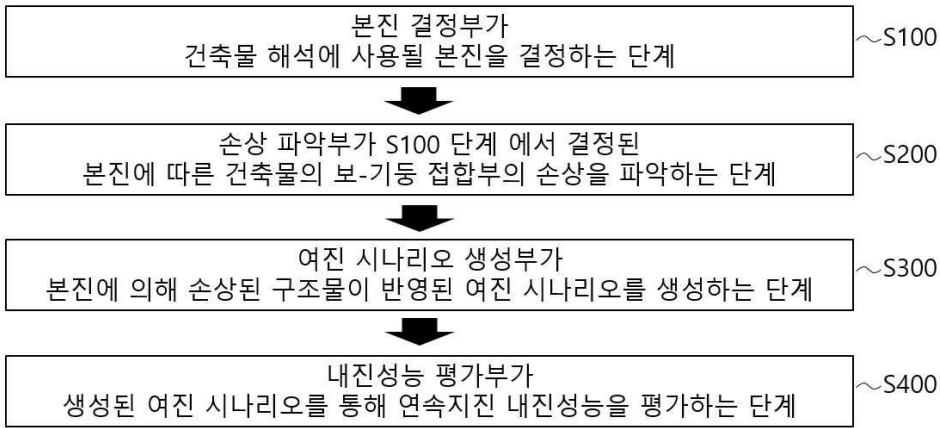 본진 결정부가
건축물 해석에 사용될 본진을 결정하는 단계
S100
손상 파악부가 S100 단계 에서 결정된
본진에 따른 건축물의 보-기둥 접합부의 손상을 파악하는 단계
S200
여진 시나리오 생성부가
본진에 의해 손상된 구조물이 반영된 여진 시나리오를 생성하는 단계
S300
내진성능 평가부가
생성된 여진 시나리오를 통해 연속지진 내진성능을 평가하는 단계
S400